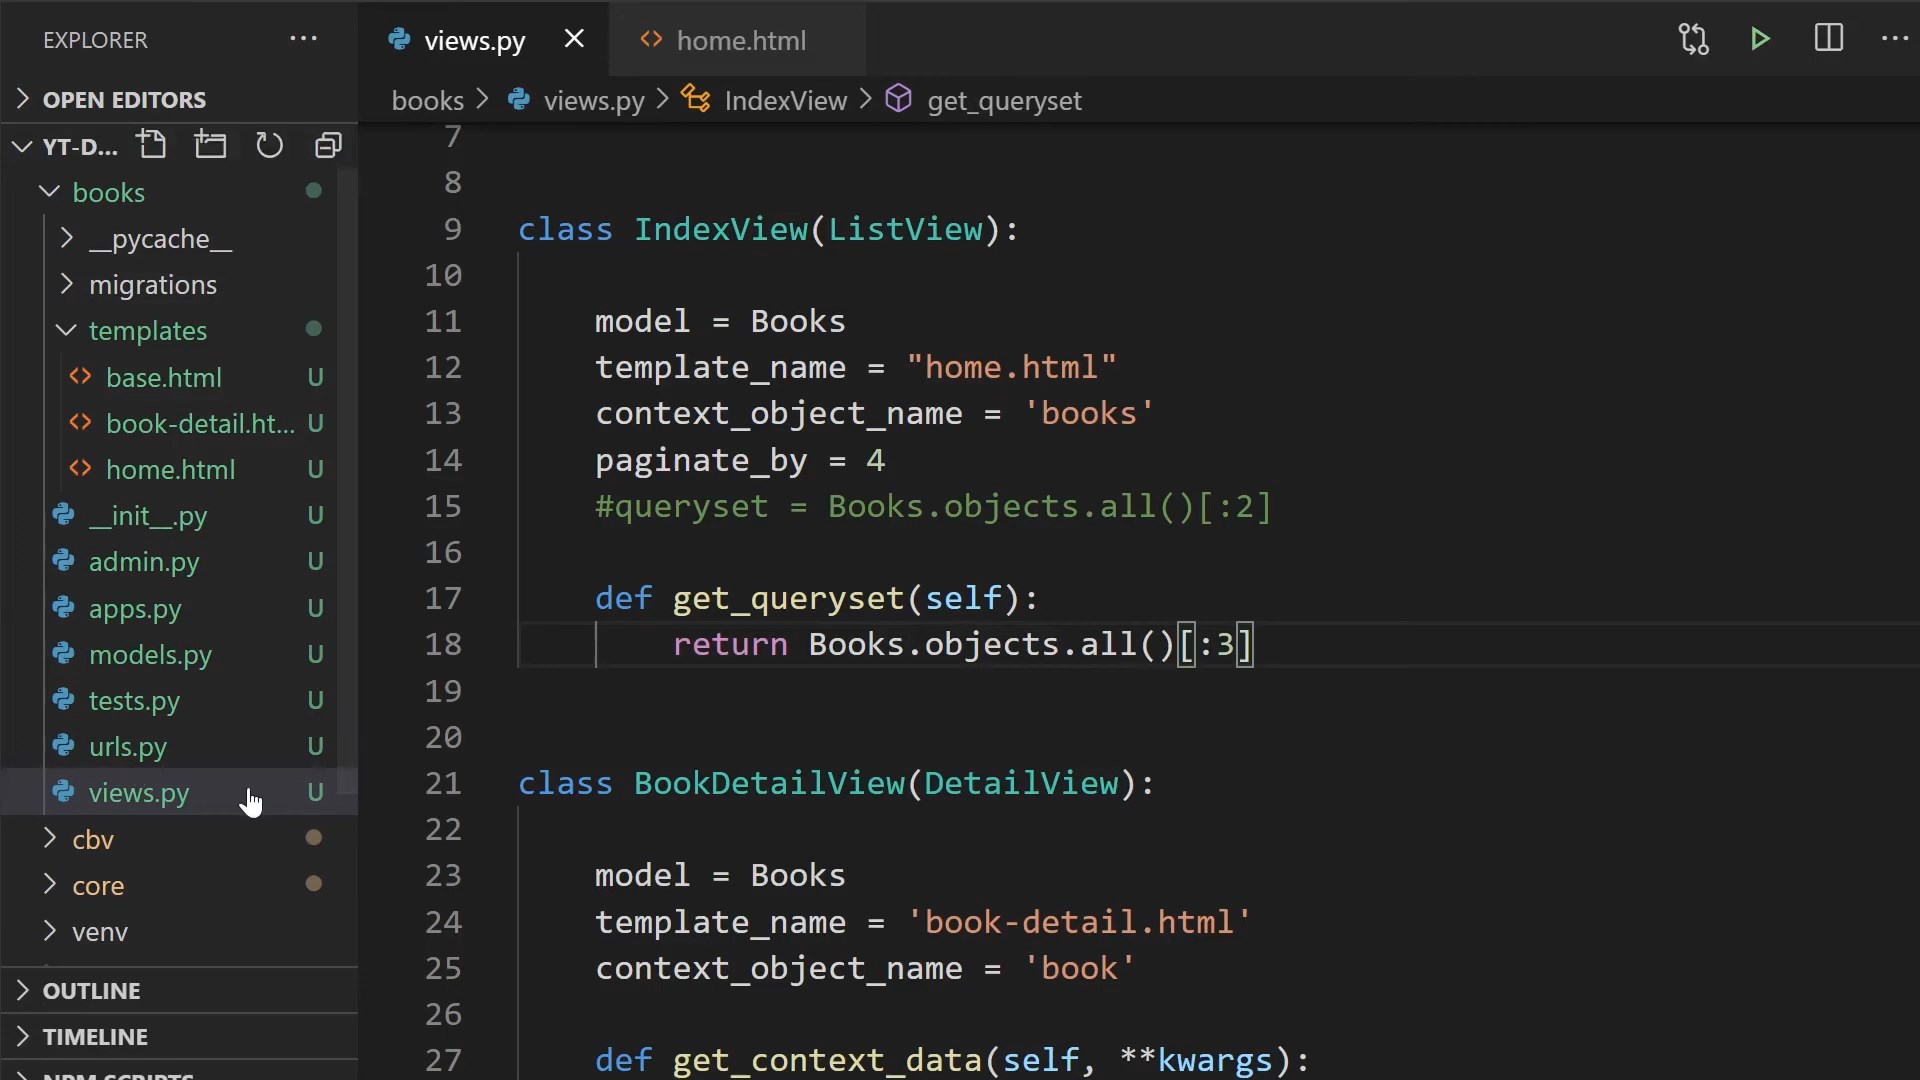 EXPLORER
OPEN EDITORS
YT-D...
books
__pycache__
migrations
templates
base.html U
book-detail.ht... U
home.html U
__init__.py U
admin.py U
apps.py U
models.py U
tests.py U
urls.py U
views.py U
cbv
core
venv
OUTLINE
TIMELINE
NPM SCRIPTS
views.py
home.html
books > views.py > IndexView > get_queryset
7
8
9 class IndexView(ListView):
10
11 model = Books
12 template_name = "home.html"
13 context_object_name = 'books'
14 paginate_by = 4
15 #queryset = Books.objects.all()[:2]
16
17 def get_queryset(self):
18 return Books.objects.all()[:3]
19
20
21 class BookDetailView(DetailView):
22
23 model = Books
24 template_name = 'book-detail.html'
25 context_object_name = 'book'
26
27 def get_context_data(self, **kwargs):